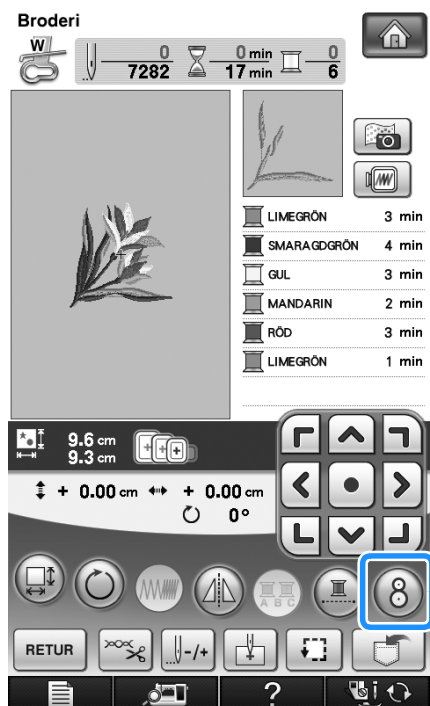 Broderi
W
0 0 min 0
7282 17 min 6
LIMEGRÖN 3 min
SMARAGDGRÖN 4 min
GUL 3 min
MANDARIN 2 min
RÖD 3 min
LIMEGRÖN 1 min
9.6 cm
9.3 cm
+ 0.00 cm + 0.00 cm
0°
A B C
8
RETUR
-/+
?